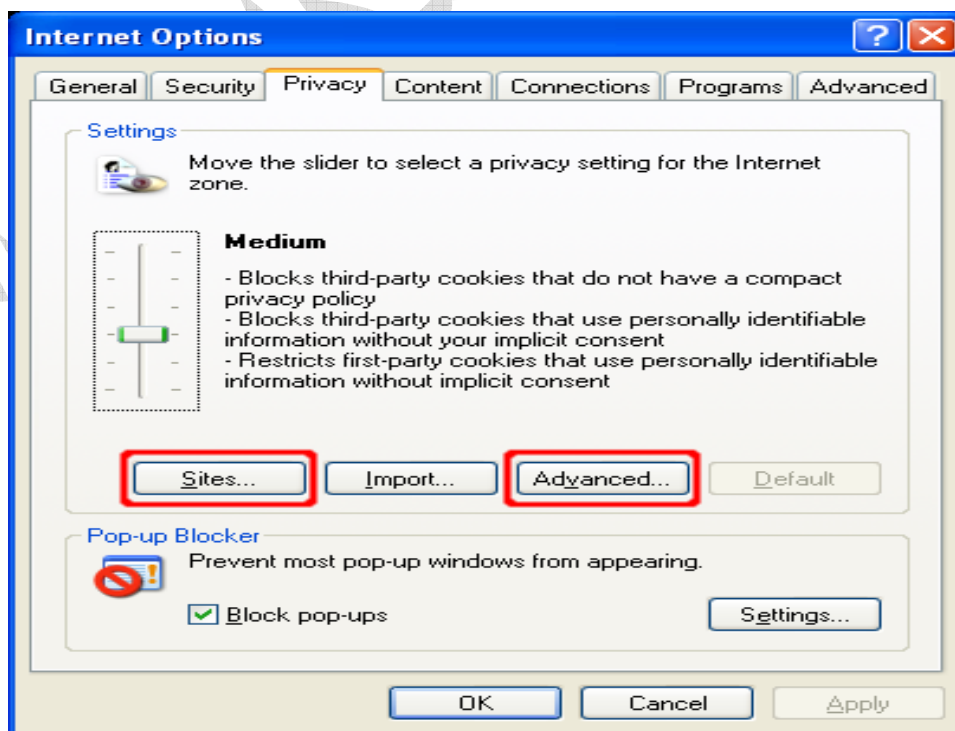 Internet Options
General Security Privacy Content Connections Programs Advanced
Settings
Move the slider to select a privacy setting for the Internet
zone.
Medium
- Blocks third-party cookies that do not have a compact
privacy policy
- Blocks third-party cookies that use personally identifiable
information without your implicit consent
- Restricts first-party cookies that use personally identifiable
information without implicit consent
Sites... Import... Advanced... Default
Pop-up Blocker
Prevent most pop-up windows from appearing.
Block pop-ups Settings...
OK Cancel Apply